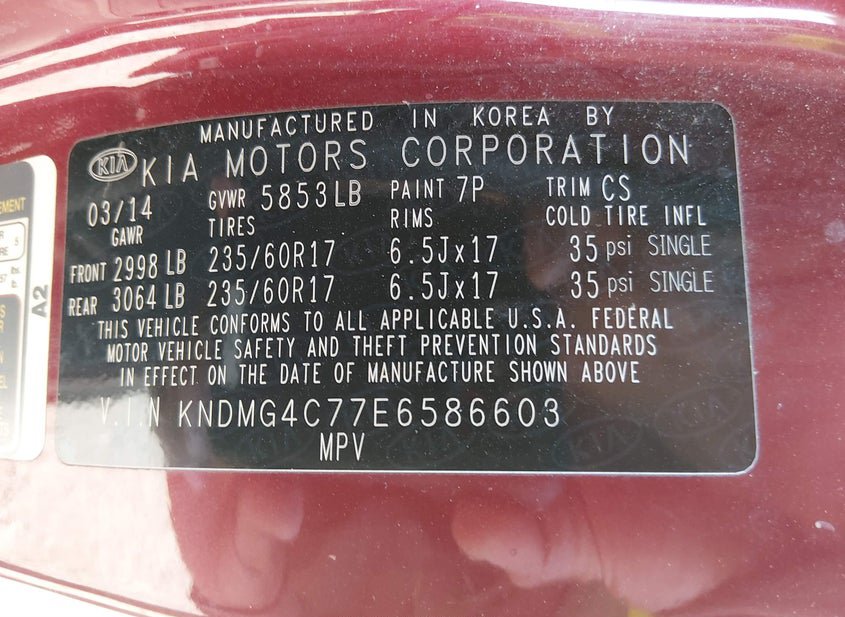 MANUFACTURED IN KOREA BY
KIA KIA MOTORS CORPORATION
03/14 GVWR 5853LB PAINT 7P TRIM CS
GAWR TIRES RIMS COLD TIRE INFL
FRONT 2998 LB 235/60R17 6.5Jx17 35 psi SINGLE
REAR 3064 LB 235/60R17 6.5Jx17 35 psi SINGLE
THIS VEHICLE CONFORMS TO ALL APPLICABLE U.S.A. FEDERAL
MOTOR VEHICLE SAFETY AND THEFT PREVENTION STANDARDS
IN EFFECT ON THE DATE OF MANUFACTURE SHOWN ABOVE
V.I.N KNDMG4C77E6586603
MPV
A2